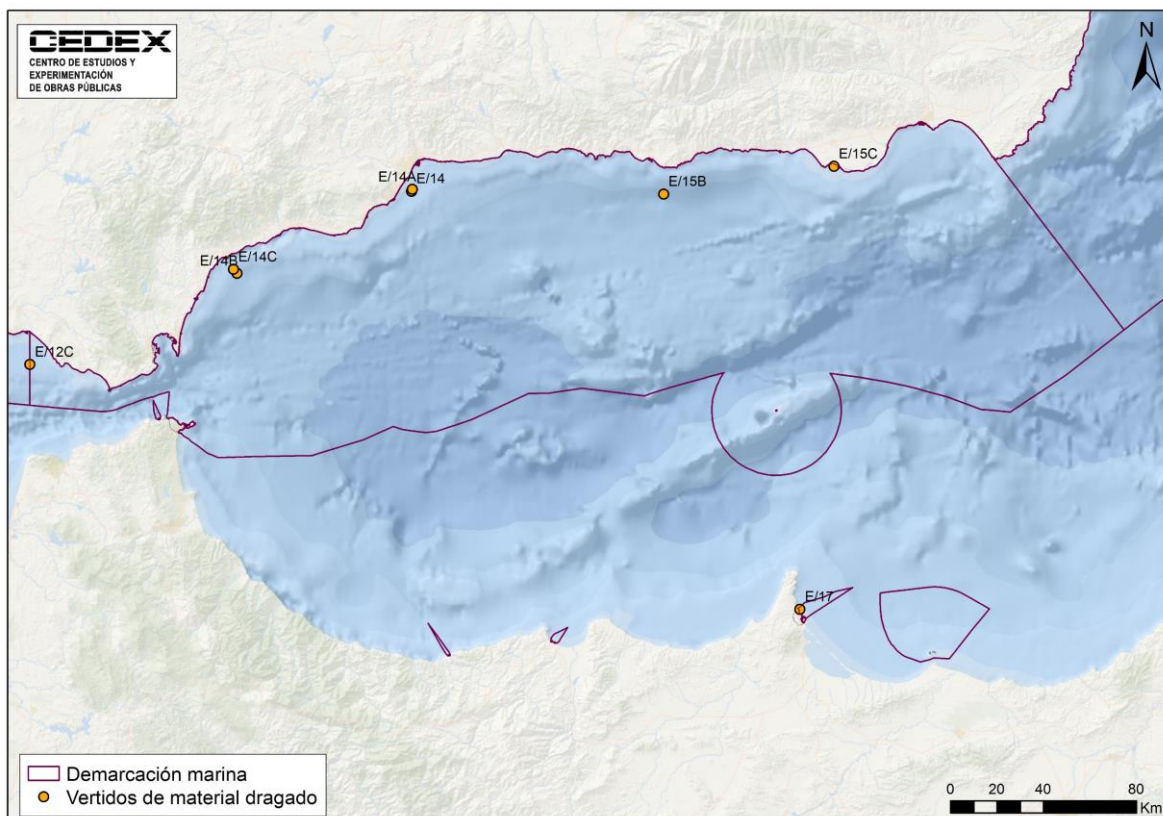 CEDEX
CENTRO DE ESTUDIOS Y
EXPERIMENTACIÓN
DE OBRAS PÚBLICAS
N
E/15C
E/14A
E/14
E/15B
E/14B
E/14C
E/12C
E/17
Demarcación marina
Vertidos de material dragado
0 20 40 80
Km